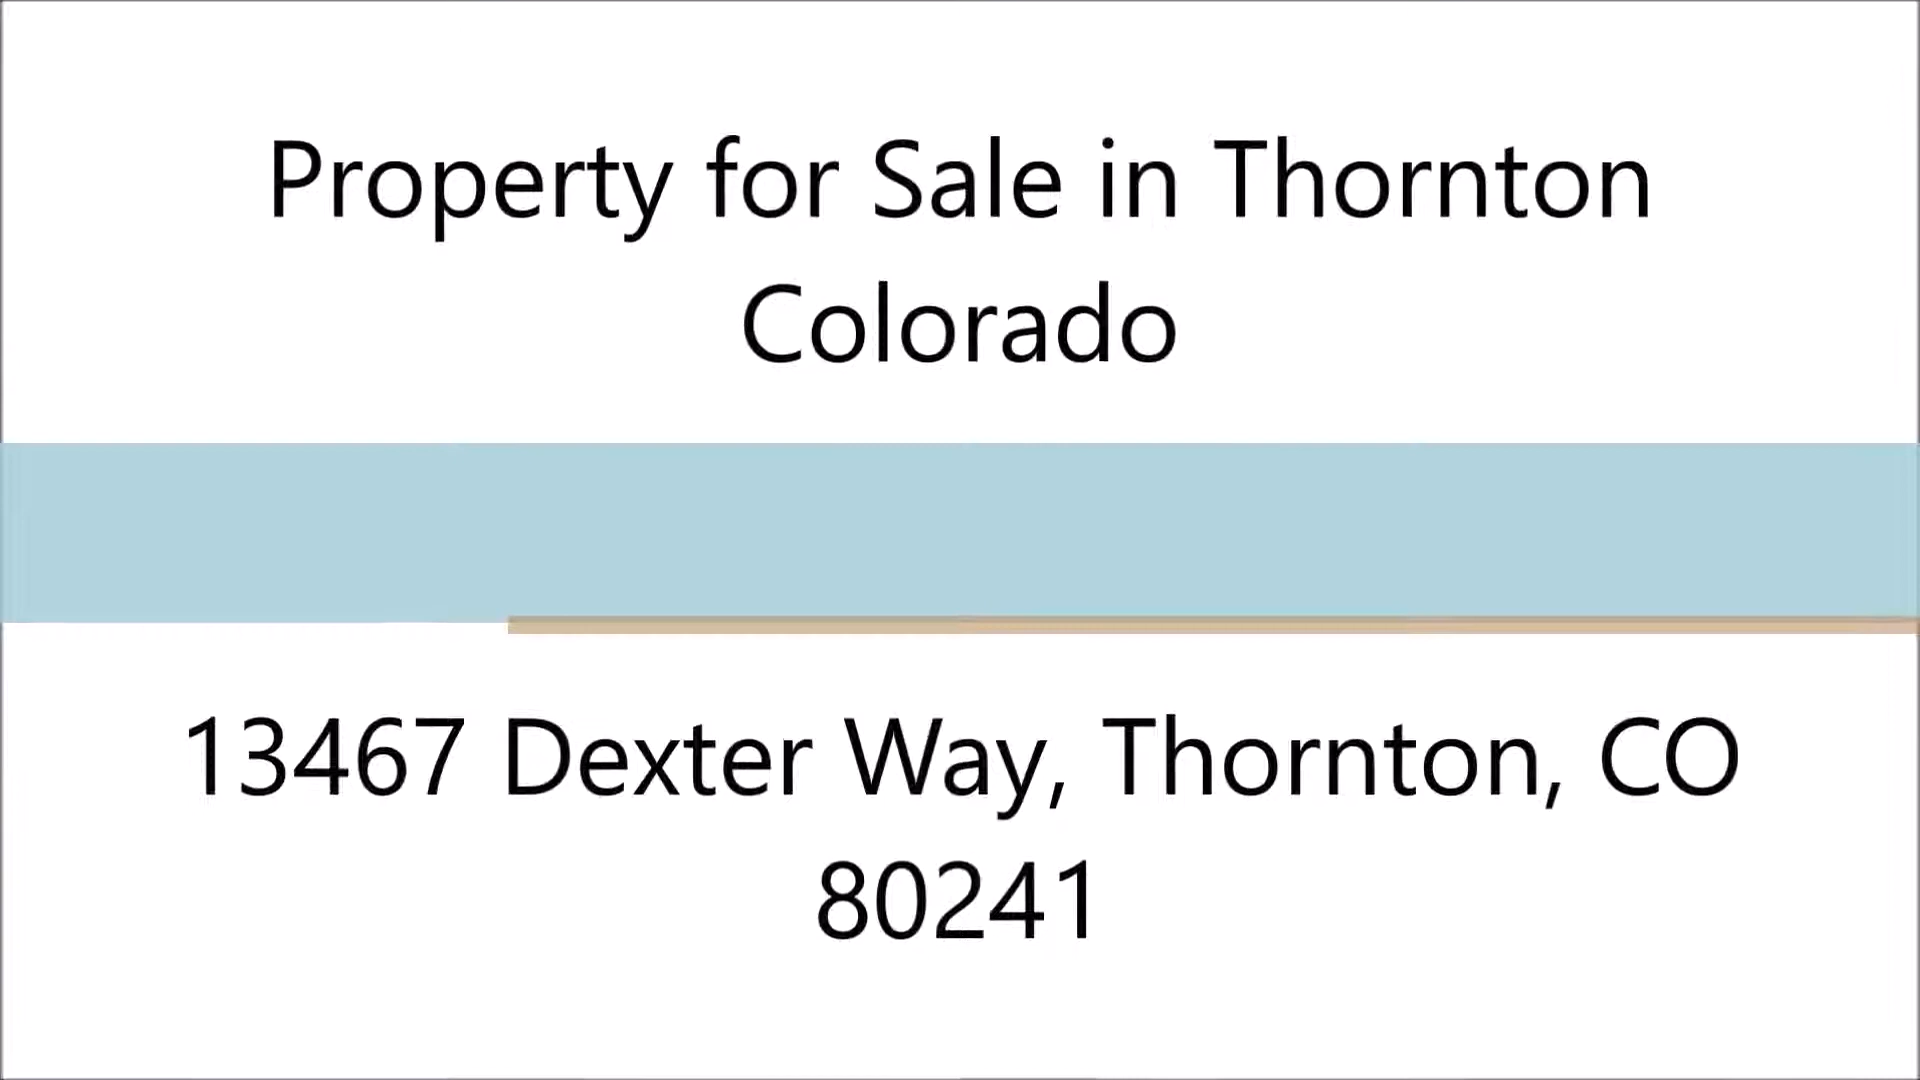 Property for Sale in Thornton
Colorado
13467 Dexter Way, Thornton, CO
80241